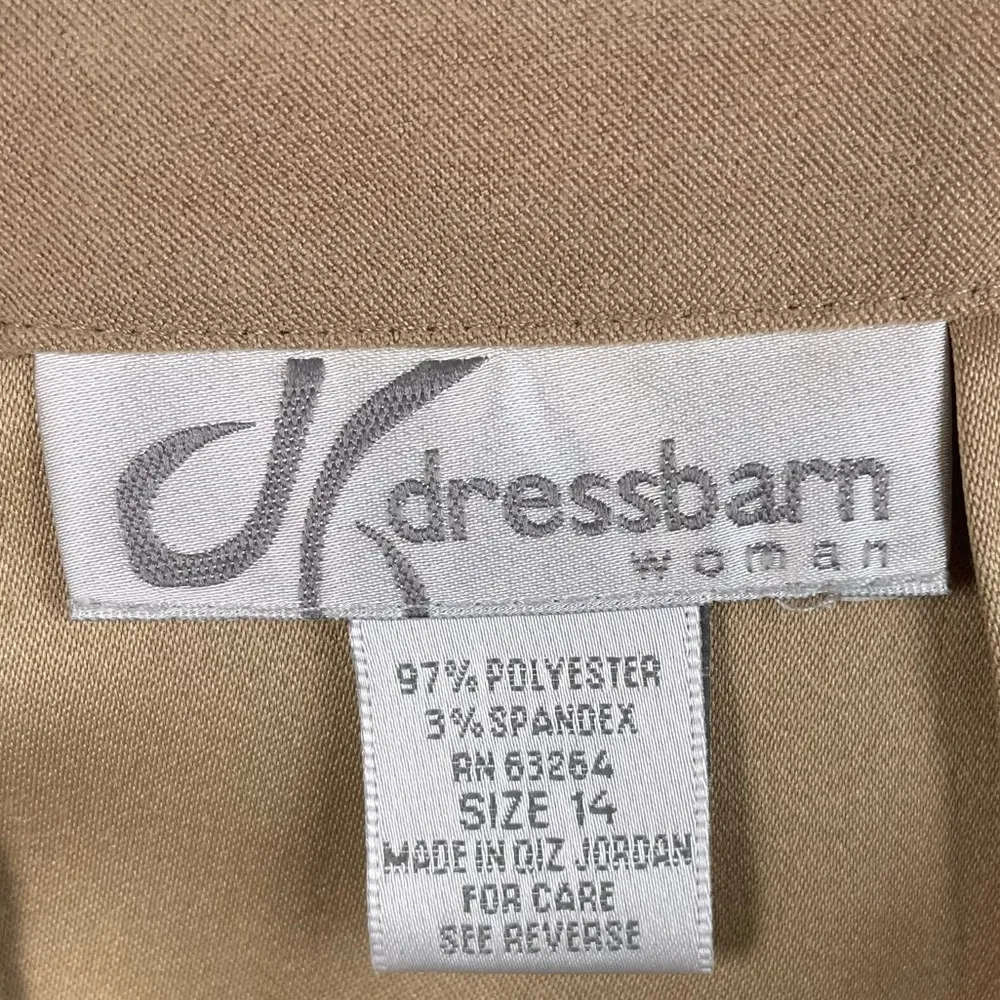 dressbarn
woman
97% POLYESTER
3% SPANDEX
RN 63264
SIZE 14
MADE IN QIZ JORDAN
FOR CARE
SEE REVERSE